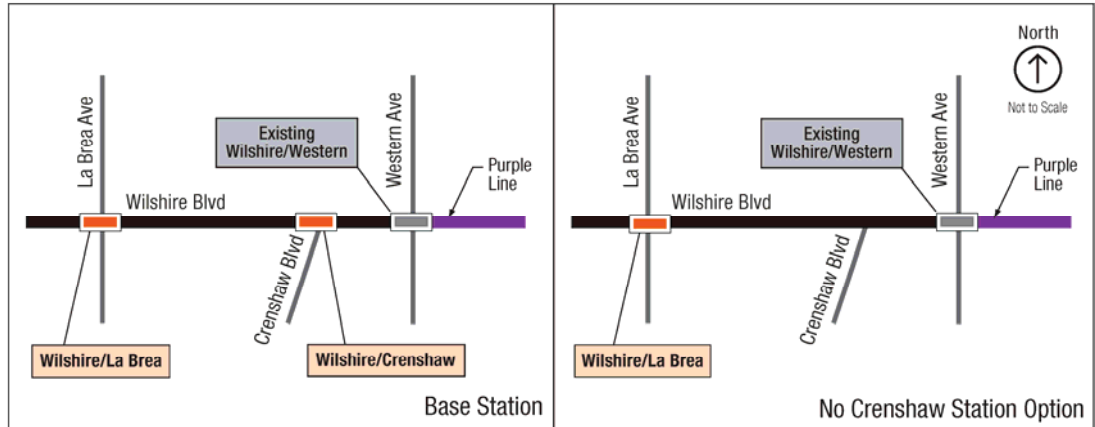 La Brea Ave
Existing
Wilshire/Western
Western Ave
Purple
Line
Wilshire Blvd
Crenshaw Blvd
Wilshire/La Brea
Wilshire/Crenshaw
Base Station
North
Not to Scale
La Brea Ave
Existing
Wilshire/Western
Western Ave
Purple
Line
Wilshire Blvd
Crenshaw Blvd
Wilshire/La Brea
No Crenshaw Station Option